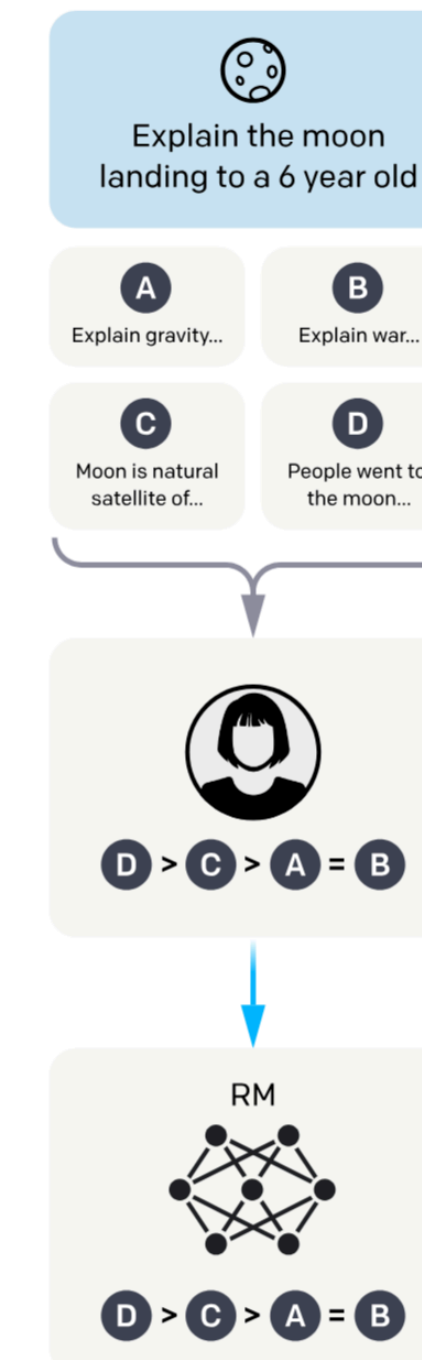 Explain the moon
landing to a 6 year old
A
B
Explain gravity...
Explain war...
C
D
Moon is natural
satellite of...
People went to
the moon...
D > C > A = B
RM
D > C > A = B